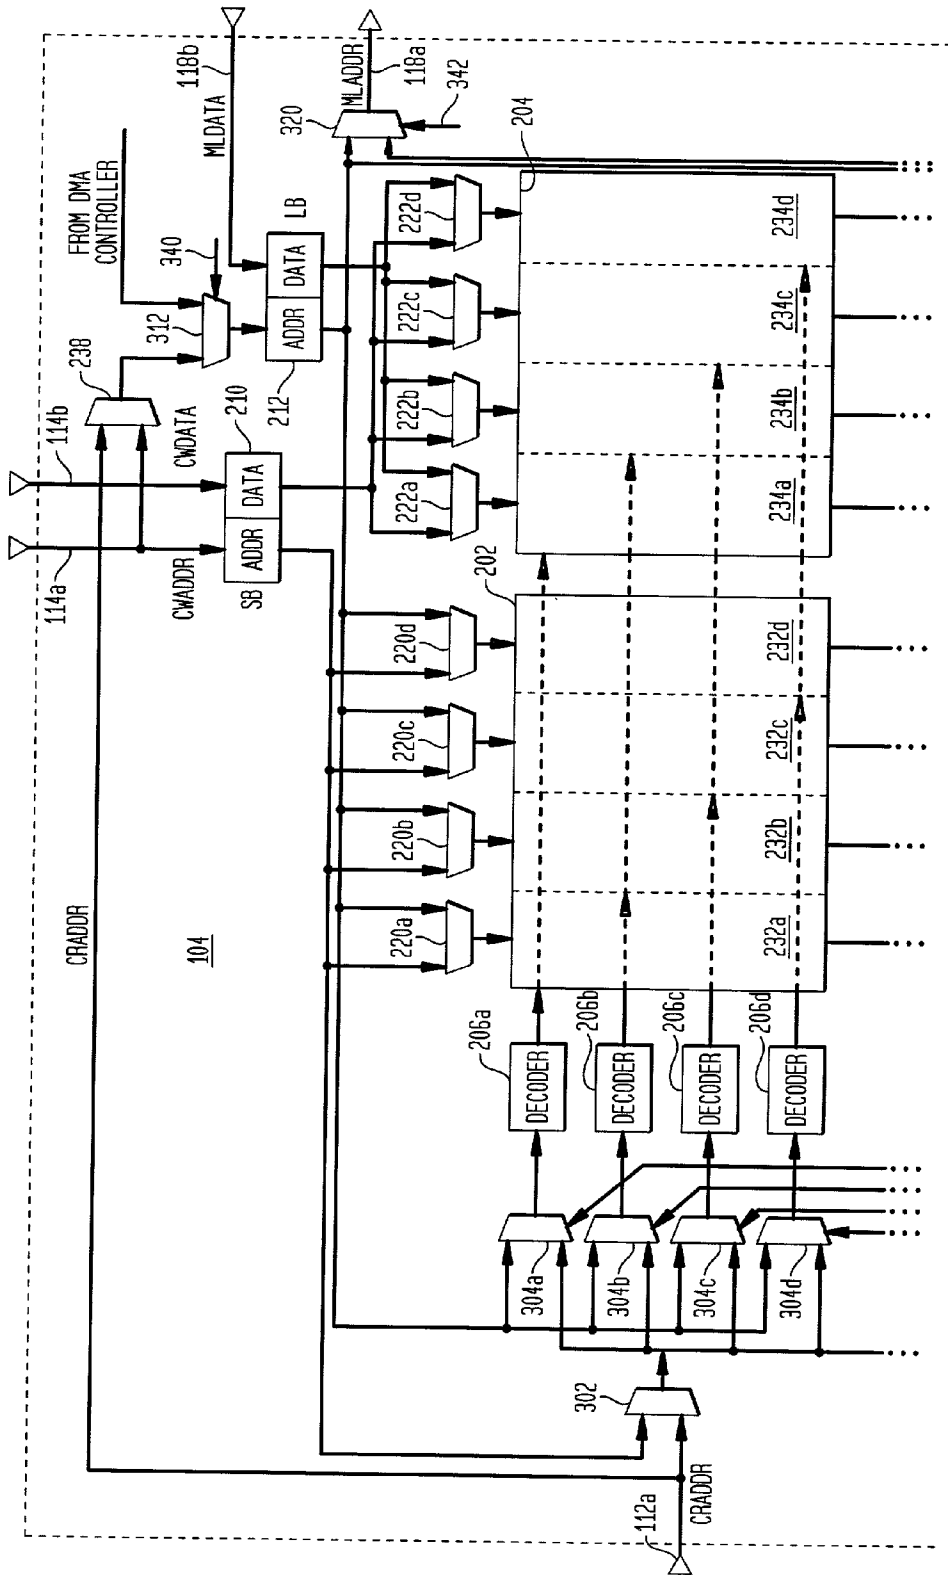 118b
MLDATA
FROM DMA
CONTROLLER
MLADDR
118a
320
342
340
312
LB
ADDR
DATA
212
238
114b
CWDATA
210
114a
CWADDR
SB
ADDR
DATA
CRADDR
104
222a
222b
222c
222d
204
220a
220b
220c
220d
202
234a
234b
234c
234d
232a
232b
232c
232d
206a
DECODER
206b
DECODER
206c
DECODER
206d
DECODER
304a
304b
304c
304d
302
112a
CRADDR